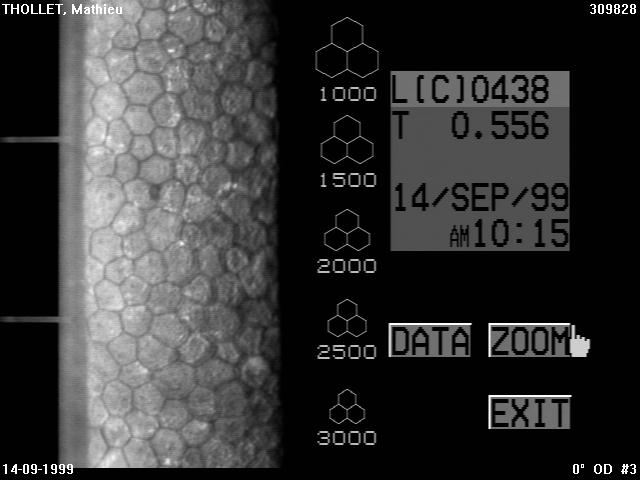 THOLLET, Mathieu
309828
1000
1500
2000
2500
3000
L[C]0438
T 0.556
14/SEP/99
AM10:15
DATA
ZOOM
EXIT
14-09-1999
0° OD #3